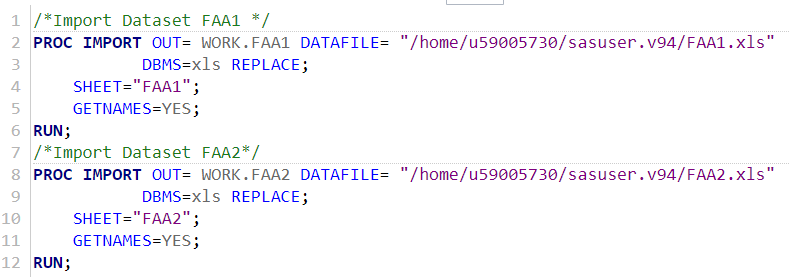 1 /*Import Dataset FAA1 */
2 PROC IMPORT OUT= WORK.FAA1 DATAFILE= "/home/u59005730/sasuser.v94/FAA1.xls"
3 DBMS=xls REPLACE;
4 SHEET="FAA1";
5 GETNAMES=YES;
6 RUN;
7 /*Import Dataset FAA2*/
8 PROC IMPORT OUT= WORK.FAA2 DATAFILE= "/home/u59005730/sasuser.v94/FAA2.xls"
9 DBMS=xls REPLACE;
10 SHEET="FAA2";
11 GETNAMES=YES;
12 RUN;